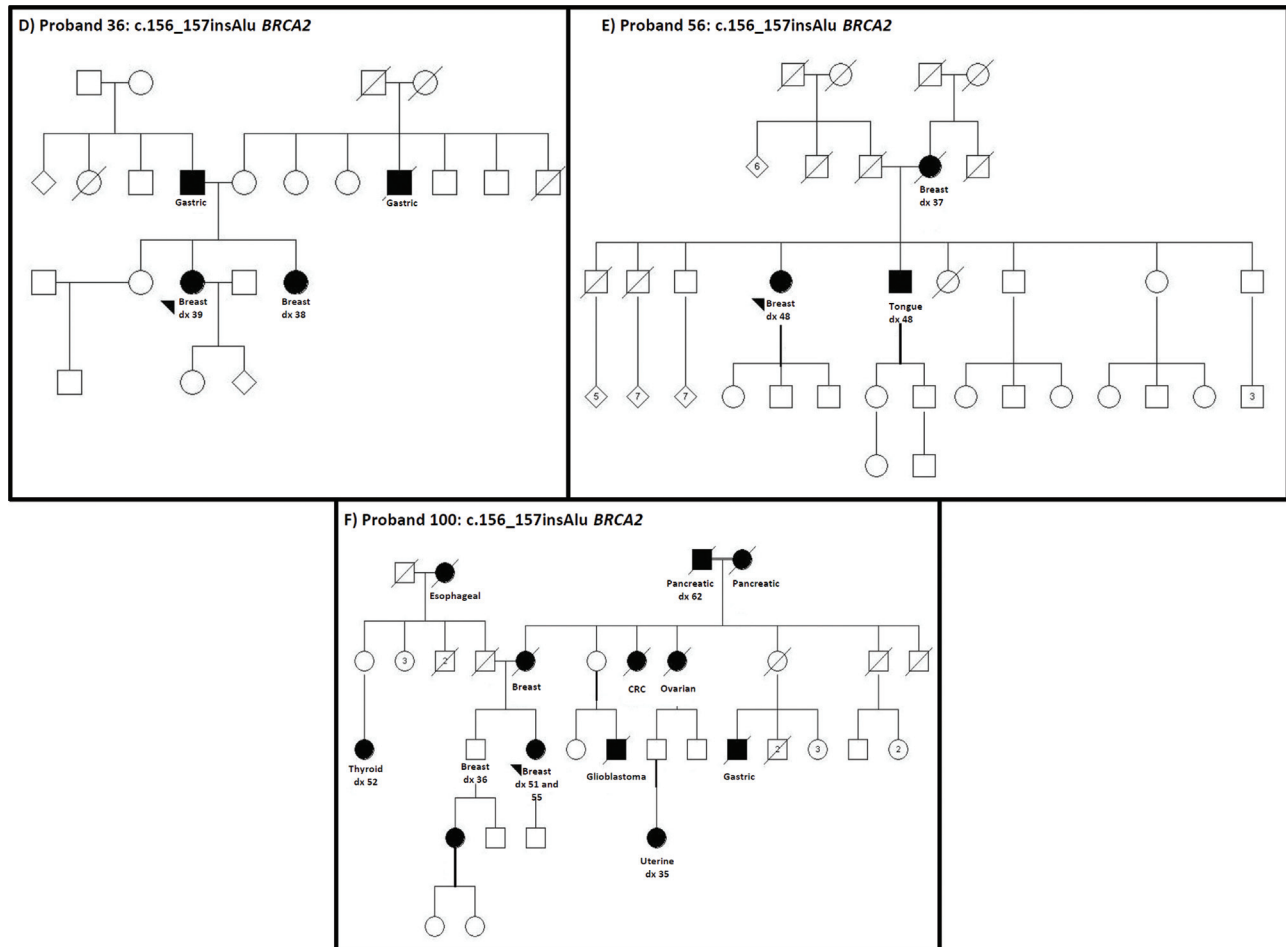 D) Proband 36: c.156_157insAlu BRCA2
Gastric
Gastric
Breast
dx 39
Breast
dx 38
E) Proband 56: c.156_157insAlu BRCA2
6
Breast
dx 37
Breast
dx 48
Tongue
dx 48
5
7
7
3
F) Proband 100: c.156_157insAlu BRCA2
Esophageal
Pancreatic
dx 62
Pancreatic
3
2
Breast
CRC
Ovarian
Thyroid
dx 52
Breast
dx 36
Breast
dx 51 and
55
Glioblastoma
Gastric
2
3
2
Uterine
dx 35